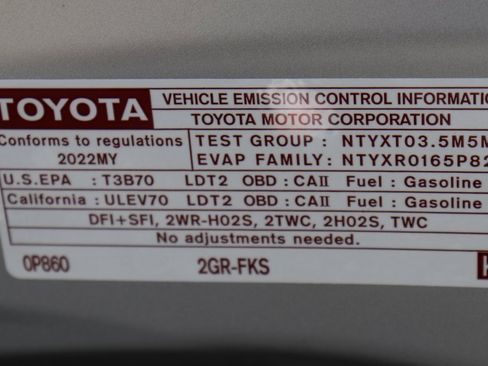 TOYOTA
VEHICLE EMISSION CONTROL INFORMATIO
TOYOTA MOTOR CORPORATION
Conforms to regulations
2022MY
TEST GROUP : NTYXT03.5M5M
EVAP FAMILY: NTYXR0165P82
U.S.EPA : T3B70 LDT2 OBD : CAII Fuel : Gasoline
California : ULEV70 LDT2 OBD : CAII Fuel : Gasoline
DFI+SFI, 2WR-HO2S, 2TWC, 2HO2S, TWC
No adjustments needed.
0P860 2GR-FKS